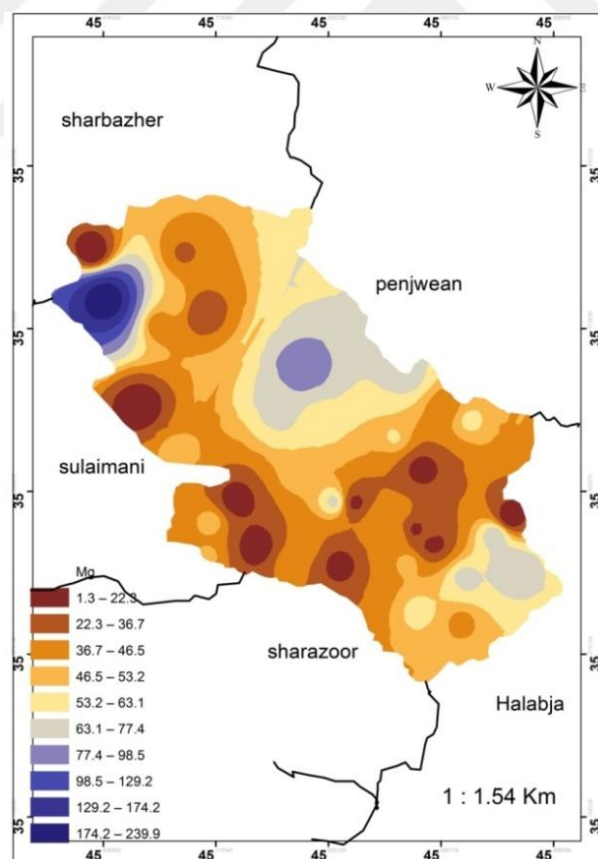 45 45 45 45 45
N
W
E
S
sharbazher
35 35
penjwean
35 35
sulaimani
35 35
Mg
1.3 – 22.3
22.3 – 36.7
36.7 – 46.5
46.5 – 53.2
53.2 – 63.1
63.1 – 77.4
77.4 – 98.5
98.5 – 129.2
129.2 – 174.2
174.2 – 239.9
sharazoor
35 35
Halabja
1 : 1.54 Km
35 35
45 45 45 45 45